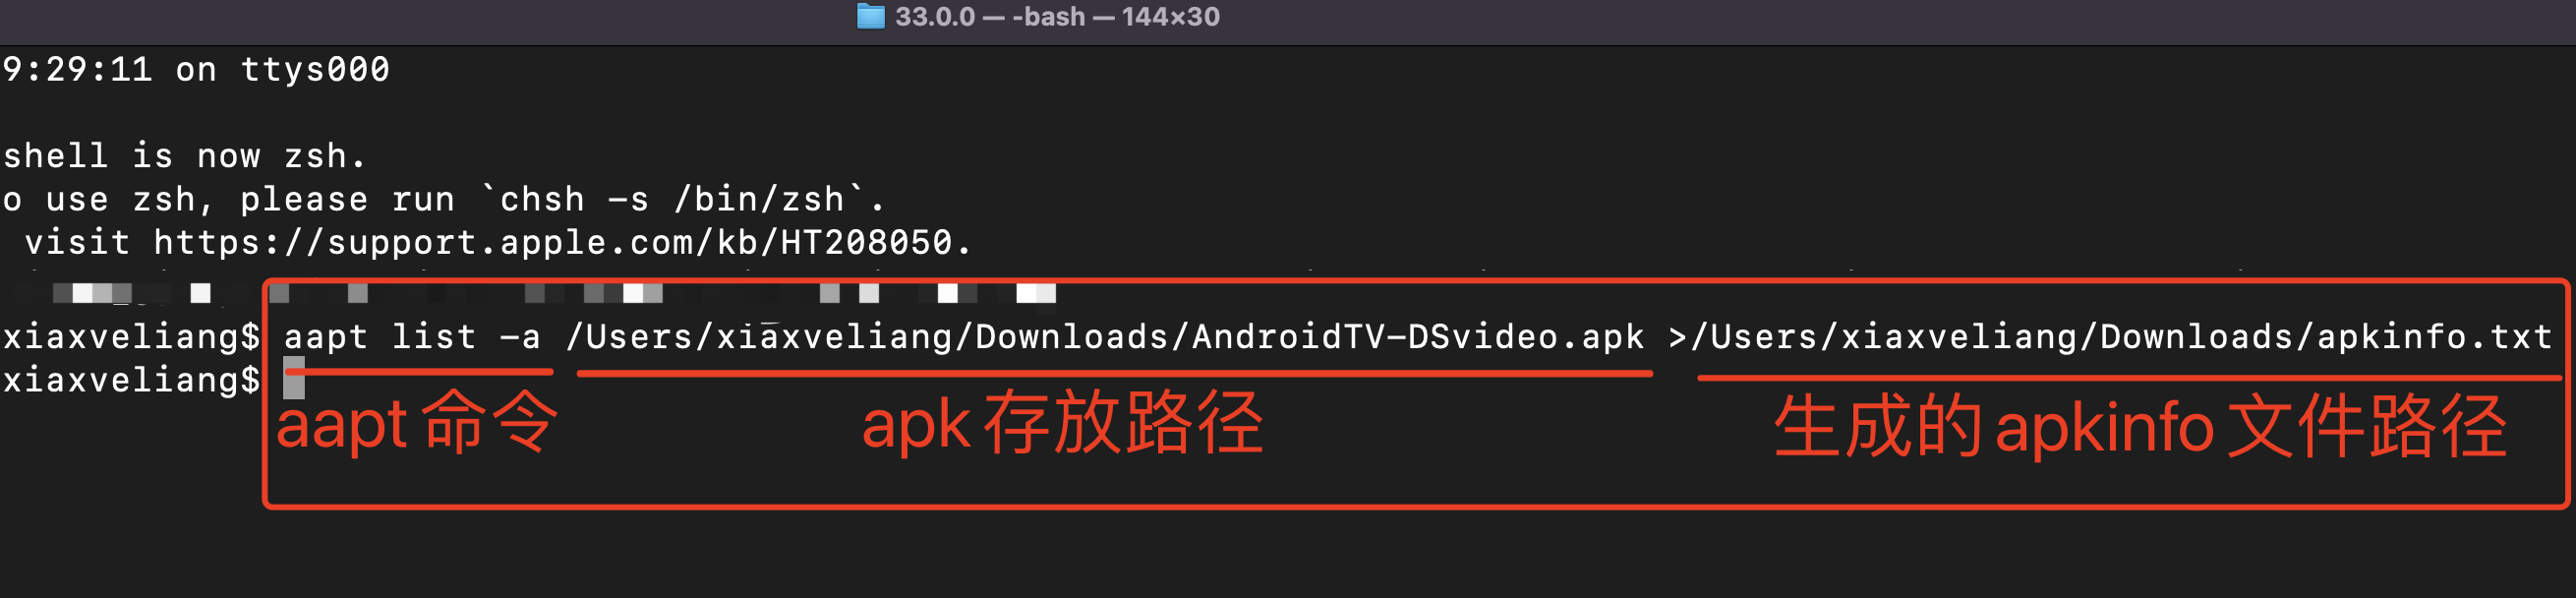 33.0.0 — -bash — 144×30
9:29:11 on ttys000
shell is now zsh.
o use zsh, please run `chsh -s /bin/zsh`.
visit https://support.apple.com/kb/HT208050.
xiaxveliang$ aapt list -a /Users/xiaxveliang/Downloads/AndroidTV-DSvideo.apk >/Users/xiaxveliang/Downloads/apkinfo.txt
xiaxveliang$
aapt 命令 apk 存放路径 生成的 apkinfo 文件路径